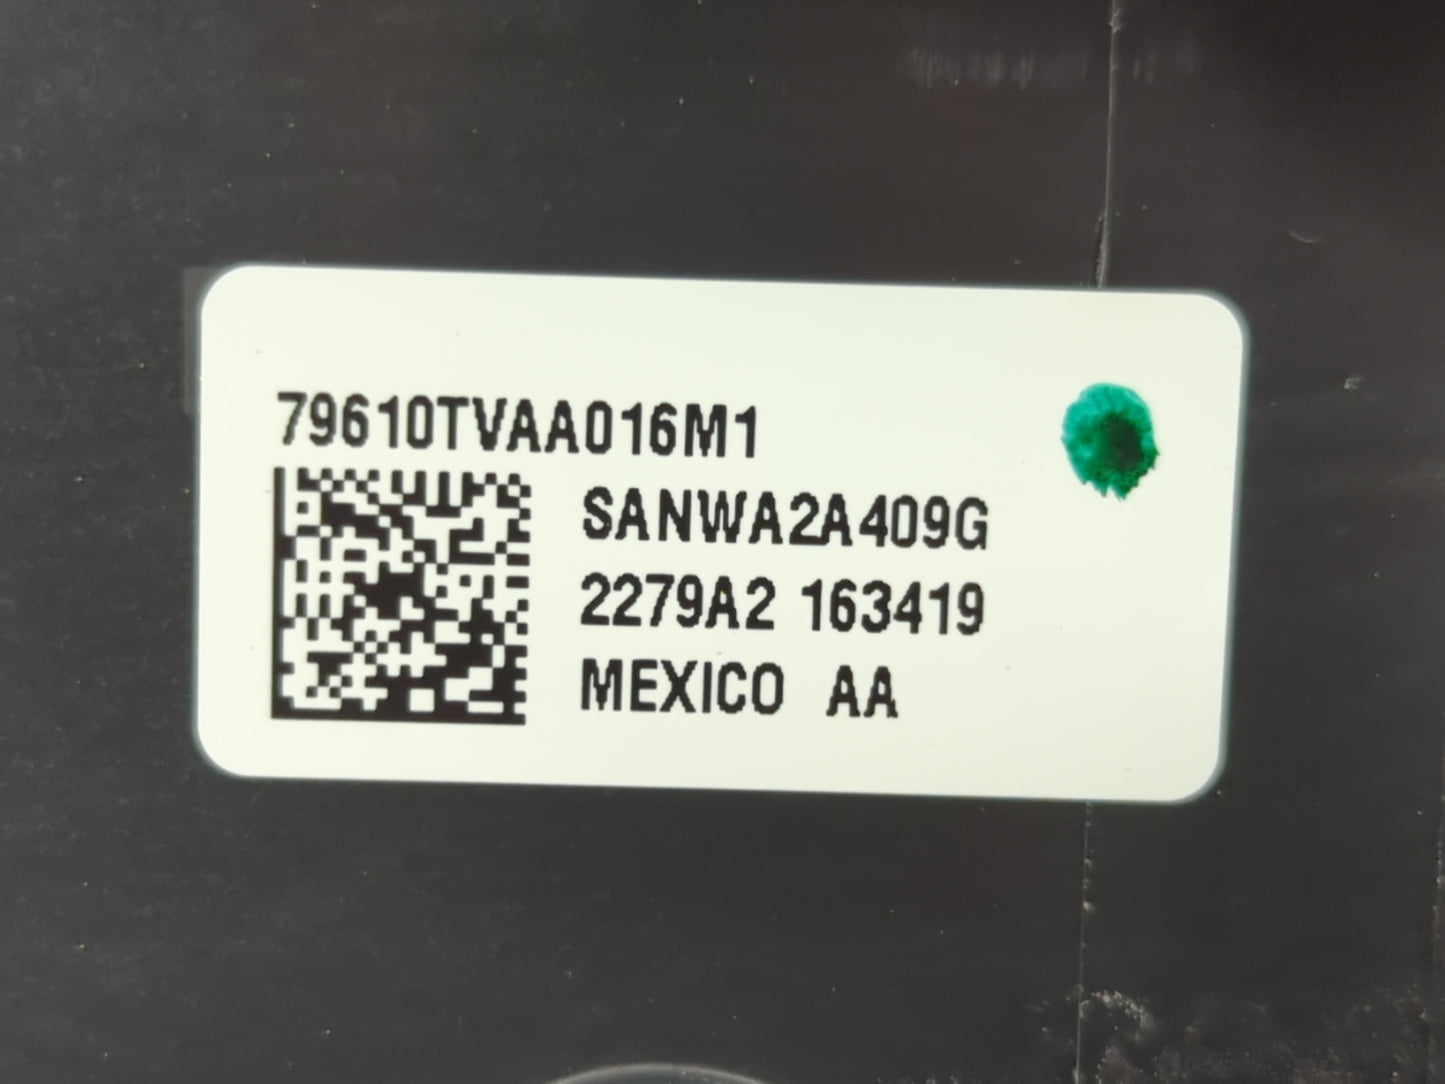 79610TVAA016M1
SANWA2A409G
2279A2 163419
MEXICO AA